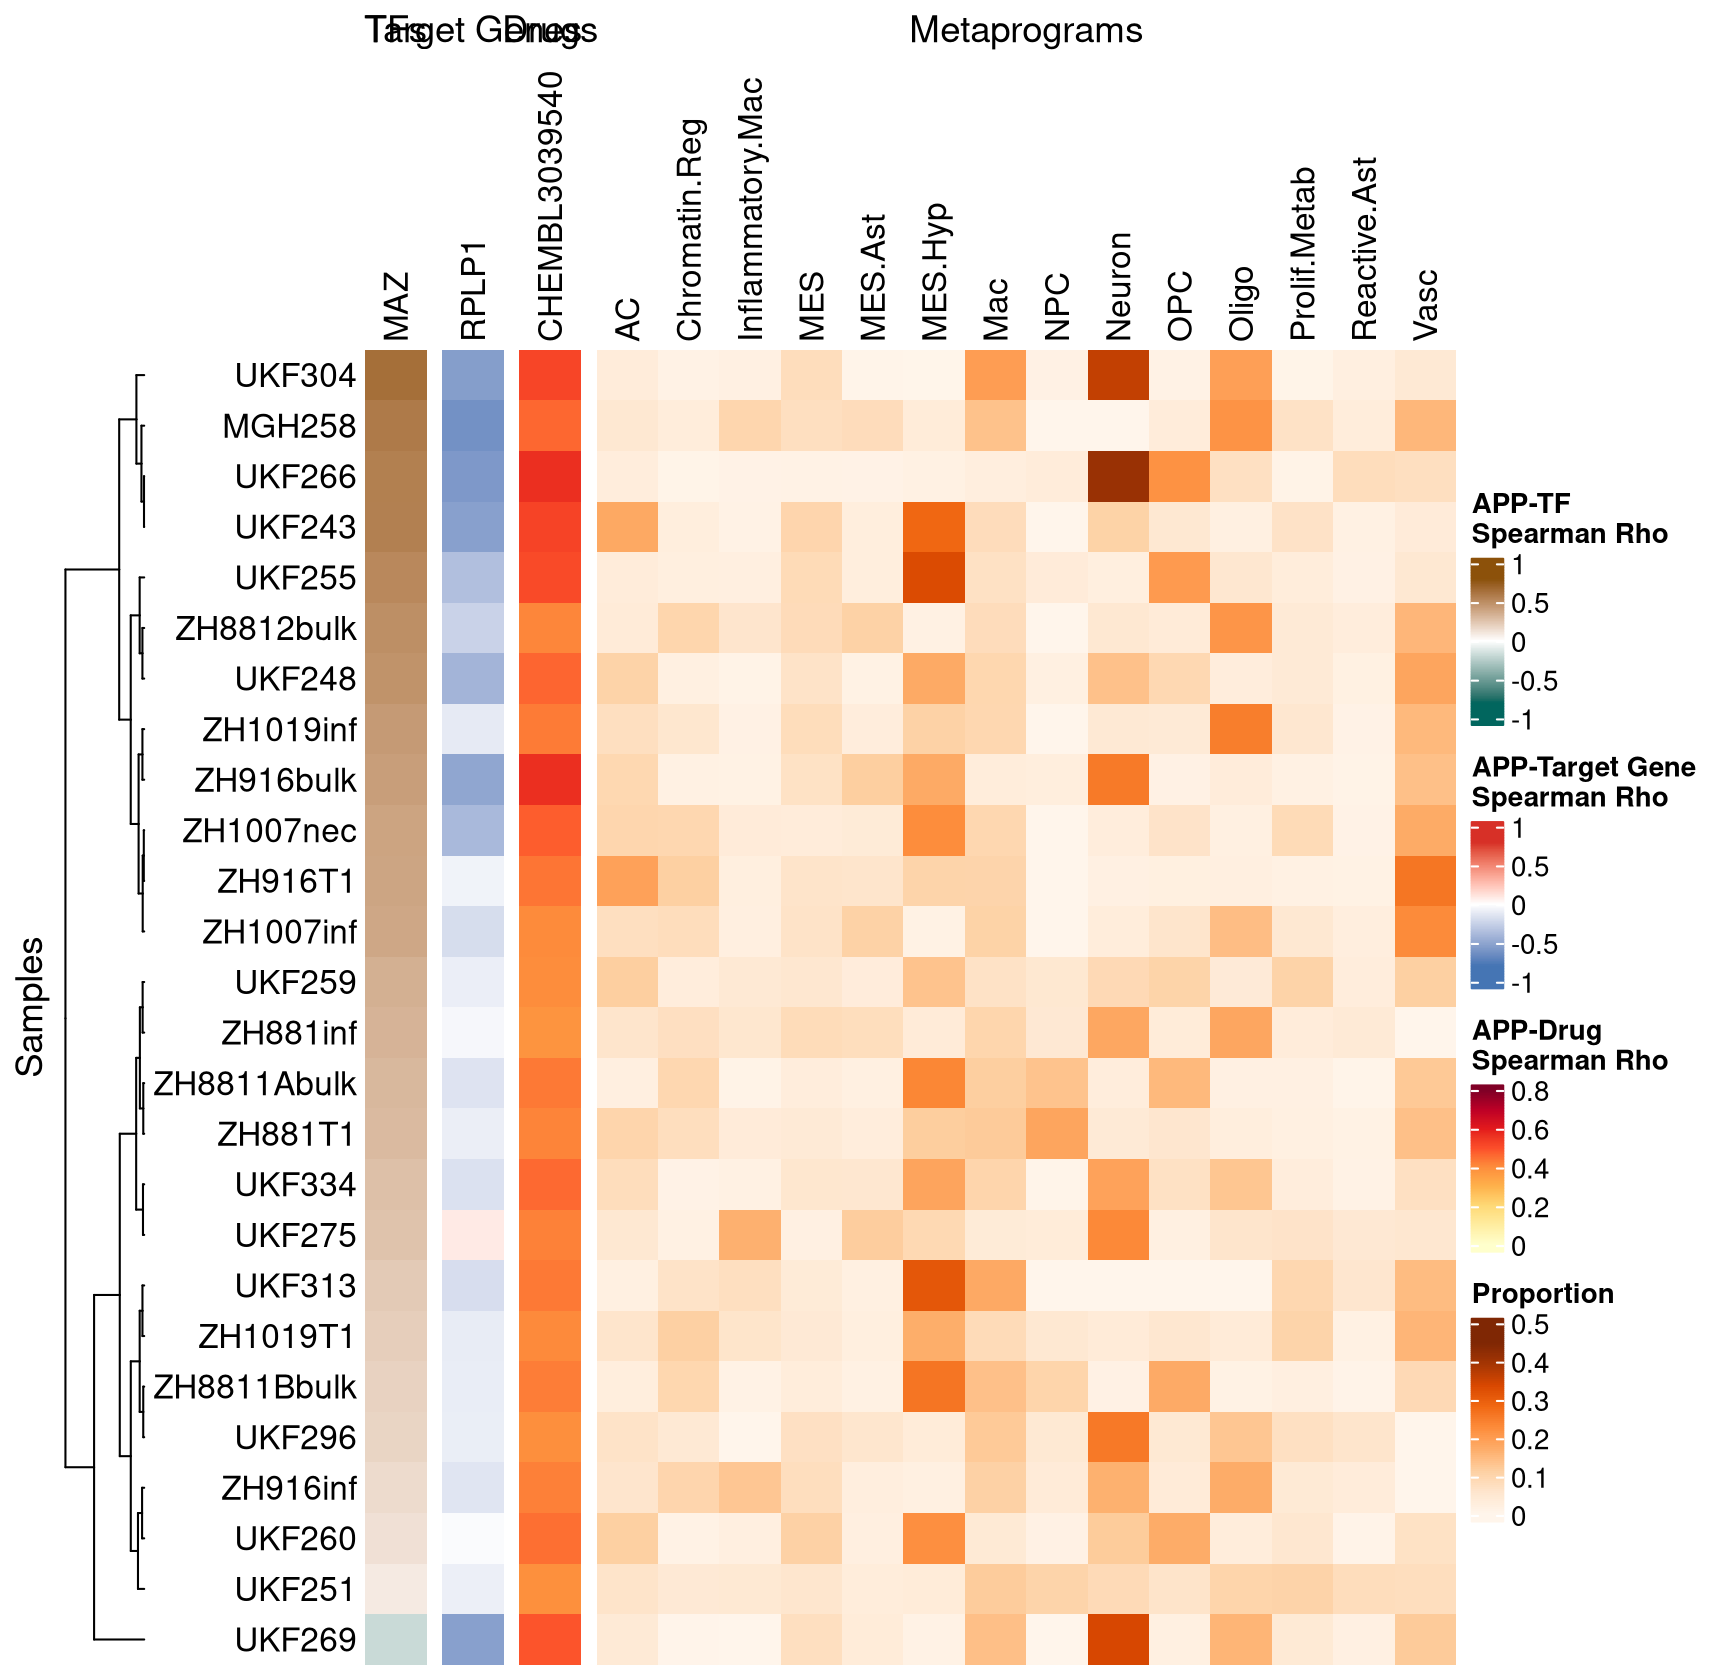 TFs Target Genes Drugs Metaprograms
MAZ
RPLP1
CHEMBL3039540
AC
Chromatin.Reg
Inflammatory.Mac
MES
MES.Ast
MES.Hyp
Mac
NPC
Neuron
OPC
Oligo
Prolif.Metab
Reactive.Ast
Vasc
Samples
UKF304
MGH258
UKF266
UKF243
UKF255
ZH8812bulk
UKF248
ZH1019inf
ZH916bulk
ZH1007nec
ZH916T1
ZH1007inf
UKF259
ZH881inf
ZH8811Abulk
ZH881T1
UKF334
UKF275
UKF313
ZH1019T1
ZH8811Bbulk
UKF296
ZH916inf
UKF260
UKF251
UKF269
APP-TF
Spearman Rho
1
0.5
0
-0.5
-1
APP-Target Gene
Spearman Rho
1
0.5
0
-0.5
-1
APP-Drug
Spearman Rho
0.8
0.6
0.4
0.2
0
Proportion
0.5
0.4
0.3
0.2
0.1
0